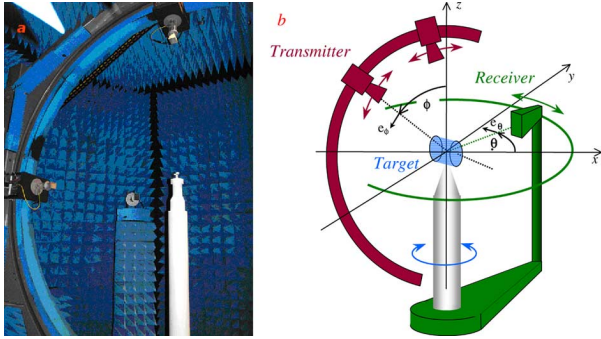 a
b
z
Transmitter
Receiver
y
ϕ
e_ϕ
e_θ
θ
x
Target